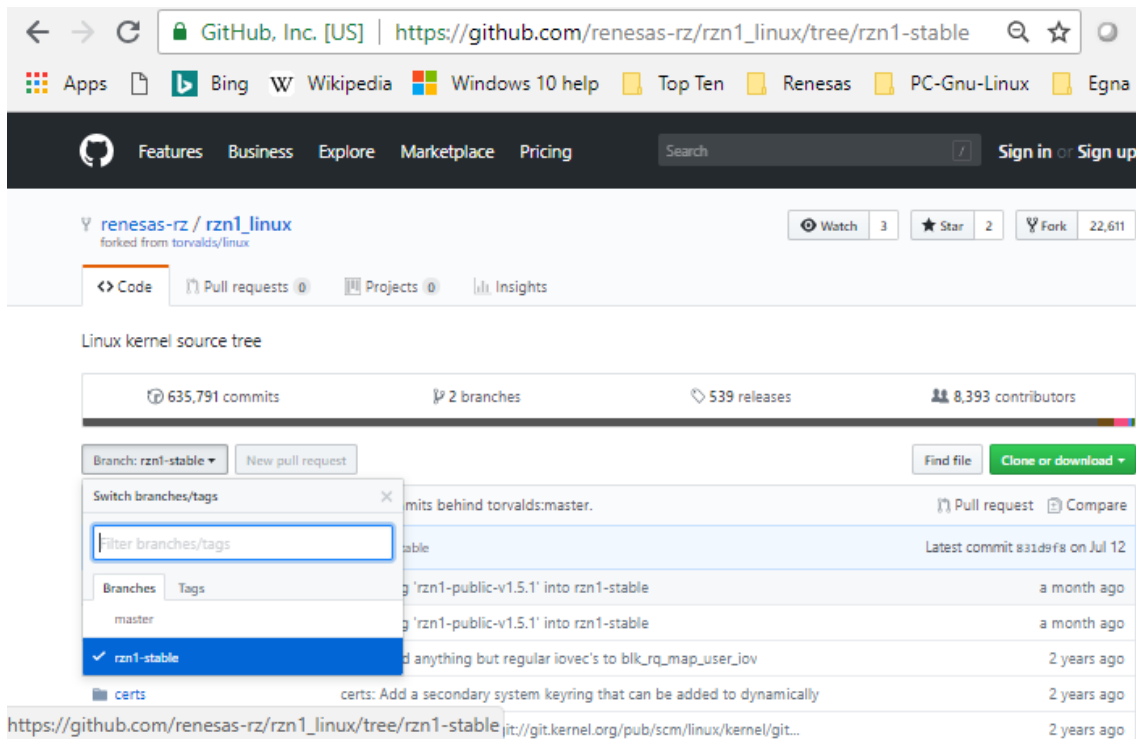 GitHub, Inc. [US] | https://github.com/renesas-rz/rzn1_linux/tree/rzn1-stable
Apps Bing W Wikipedia Windows 10 help Top Ten Renesas PC-Gnu-Linux Egna
Features Business Explore Marketplace Pricing Search / Sign in or Sign up
renesas-rz / rzn1_linux Watch 3 Star 2 Fork 22,611
forked from torvalds/linux
<> Code Pull requests 0 Projects 0 Insights
Linux kernel source tree
635,791 commits 2 branches 539 releases 8,393 contributors
Branch: rzn1-stable New pull request Find file Clone or download
Switch branches/tags mits behind torvalds:master. Pull request Compare
Filter branches/tags table Latest commit 831d9f8 on Jul 12
Branches Tags g 'rzn1-public-v1.5.1' into rzn1-stable a month ago
master g 'rzn1-public-v1.5.1' into rzn1-stable a month ago
rzn1-stable d anything but regular iovec's to blk_rq_map_user_iov 2 years ago
certs certs: Add a secondary system keyring that can be added to dynamically 2 years ago
https://github.com/renesas-rz/rzn1_linux/tree/rzn1-stable it://git.kernel.org/pub/scm/linux/kernel/git... 2 years ago